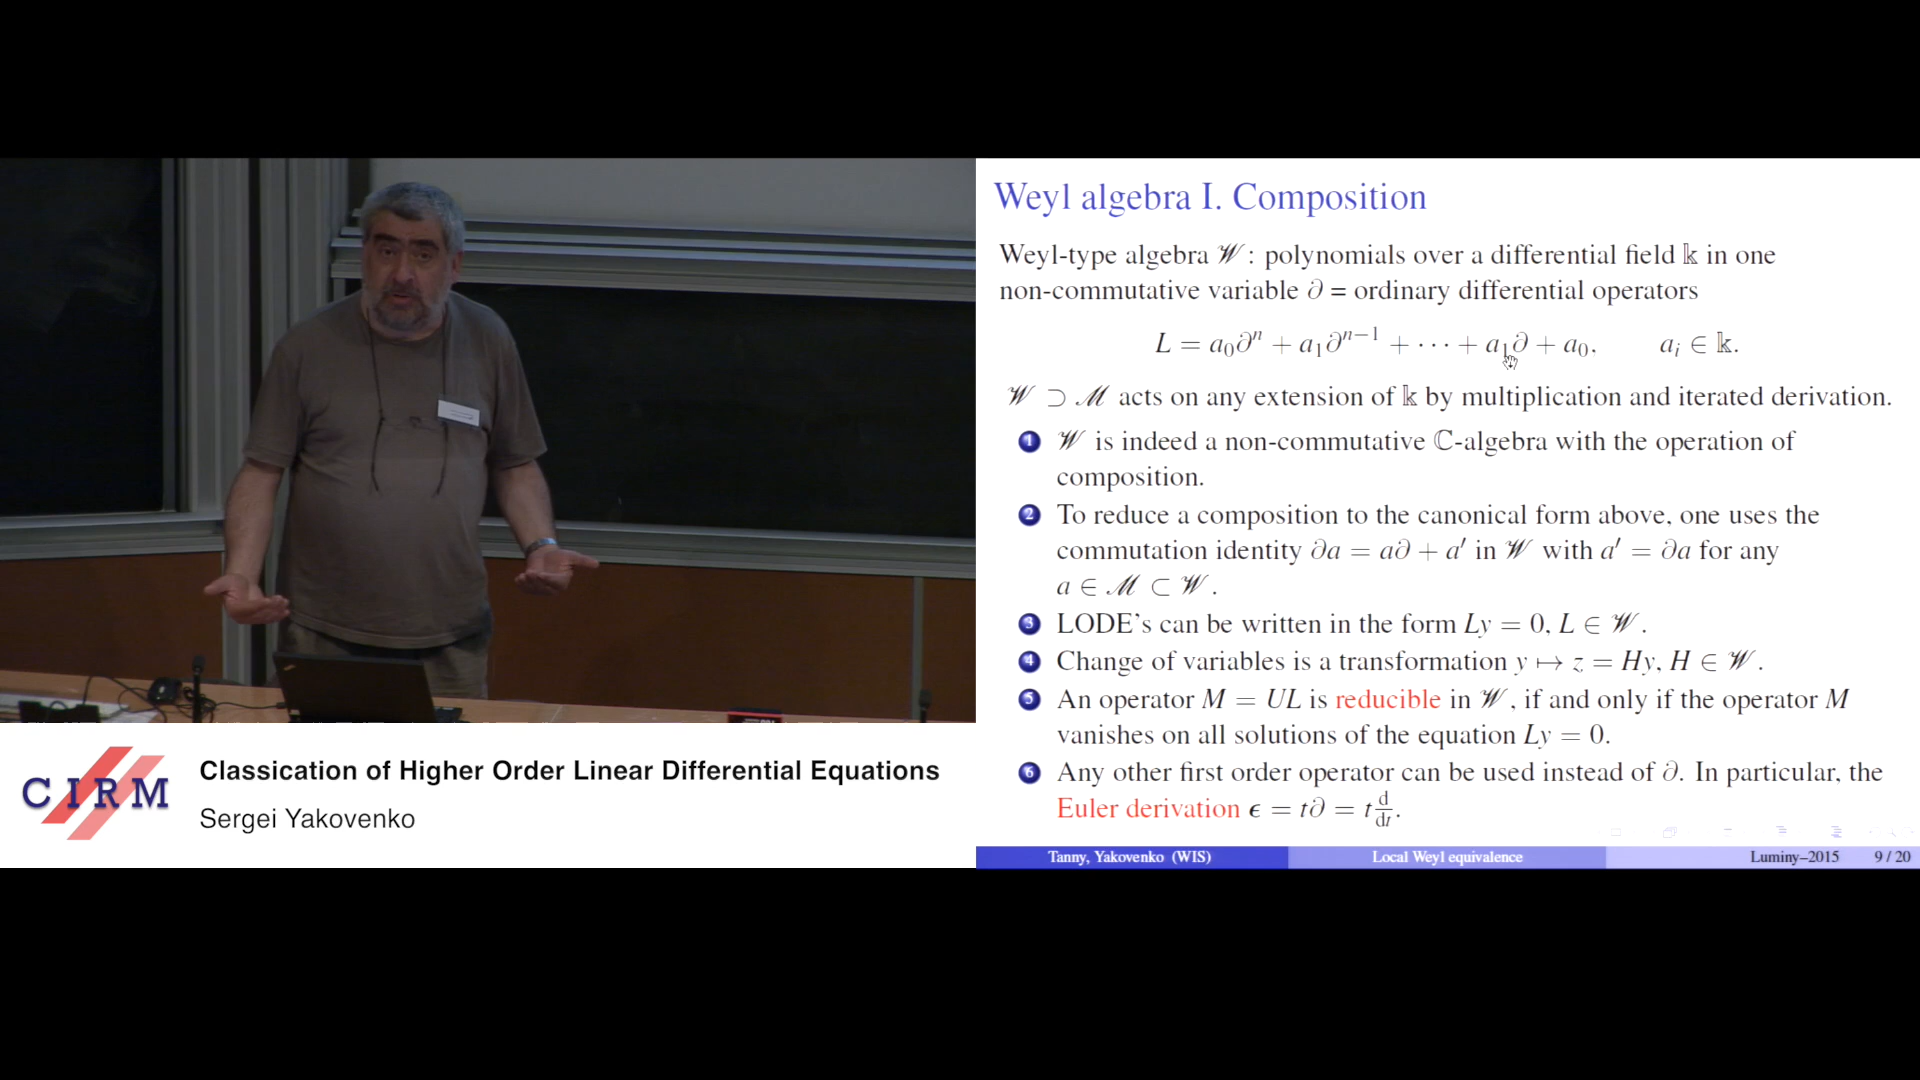 Weyl algebra I. Composition
Weyl-type algebra 𝒲: polynomials over a differential field 𝕜 in one
non-commutative variable ∂ = ordinary differential operators
L = a₀∂ⁿ + a₁∂ⁿ⁻¹ + ⋯ + a₁∂ + a₀, aᵢ ∈ 𝕜.
𝒲 ⊃ ℳ acts on any extension of 𝕜 by multiplication and iterated derivation.
1 𝒲 is indeed a non-commutative ℂ-algebra with the operation of
composition.
2 To reduce a composition to the canonical form above, one uses the
commutation identity ∂a = a∂ + a′ in 𝒲 with a′ = ∂a for any
a ∈ ℳ ⊂ 𝒲.
3 LODE's can be written in the form Ly = 0, L ∈ 𝒲.
4 Change of variables is a transformation y ↦ z = Hy, H ∈ 𝒲.
5 An operator M = UL is reducible in 𝒲, if and only if the operator M
vanishes on all solutions of the equation Ly = 0.
6 Any other first order operator can be used instead of ∂. In particular, the
Euler derivation ϵ = t∂ = t d/dt.
Tanny, Yakovenko (WIS) Local Weyl equivalence Luminy–2015 9 / 20
CIRM
Classication of Higher Order Linear Differential Equations
Sergei Yakovenko